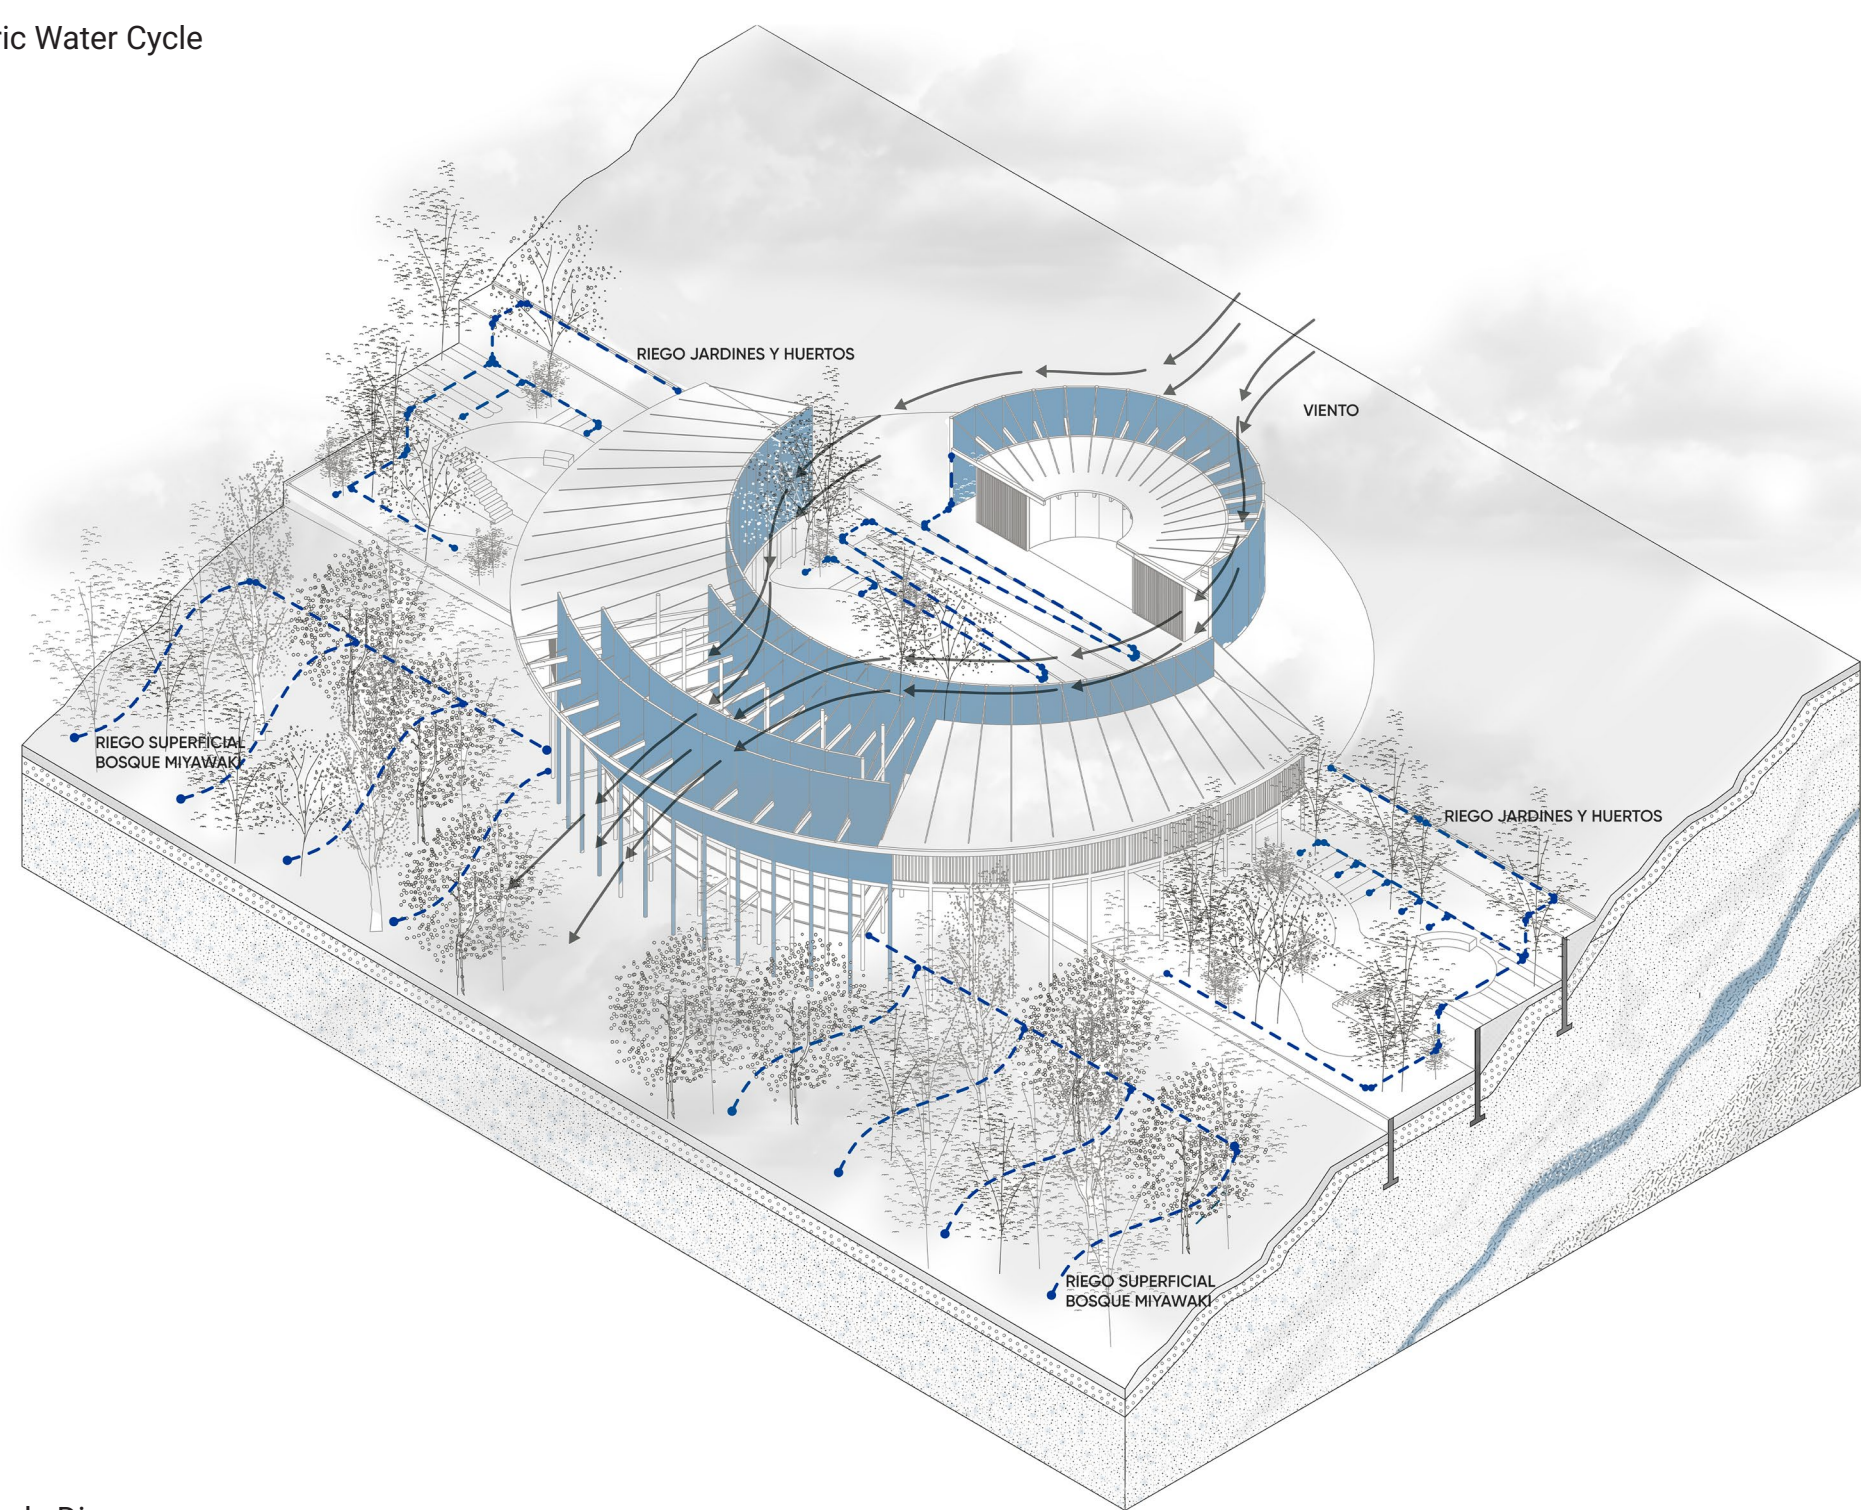 ric Water Cycle
RIEGO JARDINES Y HUERTOS
VIENTO
RIEGO SUPERFICIAL
BOSQUE MIYAWAKI
RIEGO JARDINES Y HUERTOS
RIEGO SUPERFICIAL
BOSQUE MIYAWAKI